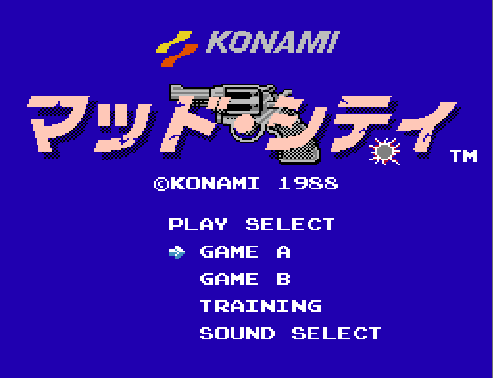 KONAMI
マッド・シティ
TM
©KONAMI 1988
PLAY SELECT
GAME A
GAME B
TRAINING
SOUND SELECT